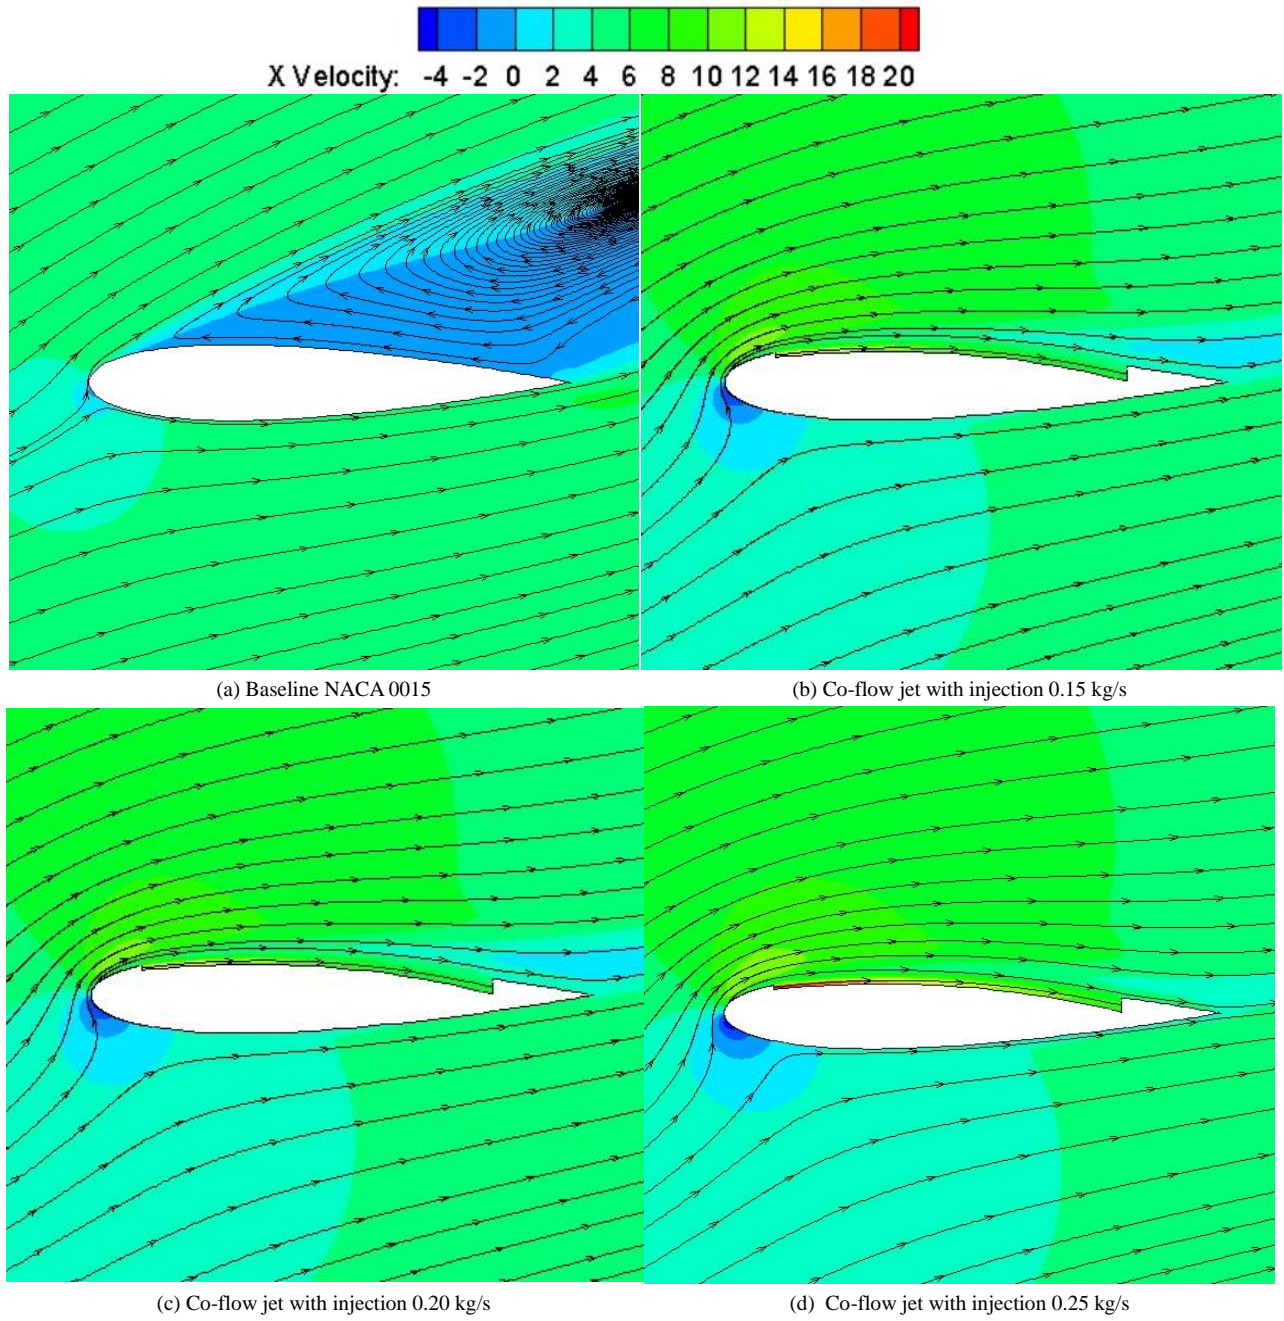 X Velocity: -4 -2 0 2 4 6 8 10 12 14 16 18 20
(a) Baseline NACA 0015
(b) Co-flow jet with injection 0.15 kg/s
(c) Co-flow jet with injection 0.20 kg/s
(d) Co-flow jet with injection 0.25 kg/s